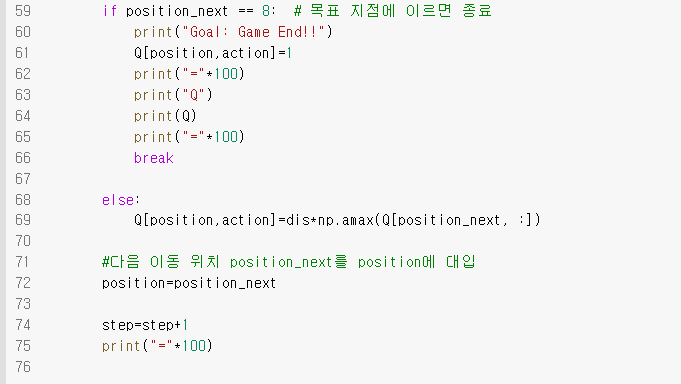 59 if position_next == 8: # 목표 지점에 이르면 종료
60 print("Goal: Game End!!")
61 Q[position,action]=1
62 print("="*100)
63 print("Q")
64 print(Q)
65 print("="*100)
66 break
67
68 else:
69 Q[position,action]=dis*np.amax(Q[position_next, :])
70
71 #다음 이동 위치 position_next를 position에 대입
72 position=position_next
73
74 step=step+1
75 print("="*100)
76